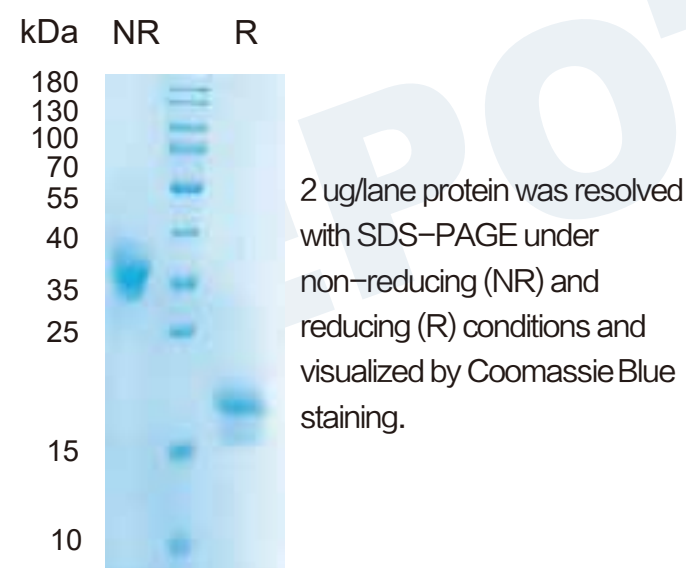 kDa NR R
180
130
100
70
55
40
35
25
15
10
2 ug/lane protein was resolved
with SDS-PAGE under
non-reducing (NR) and
reducing (R) conditions and
visualized by Coomassie Blue
staining.